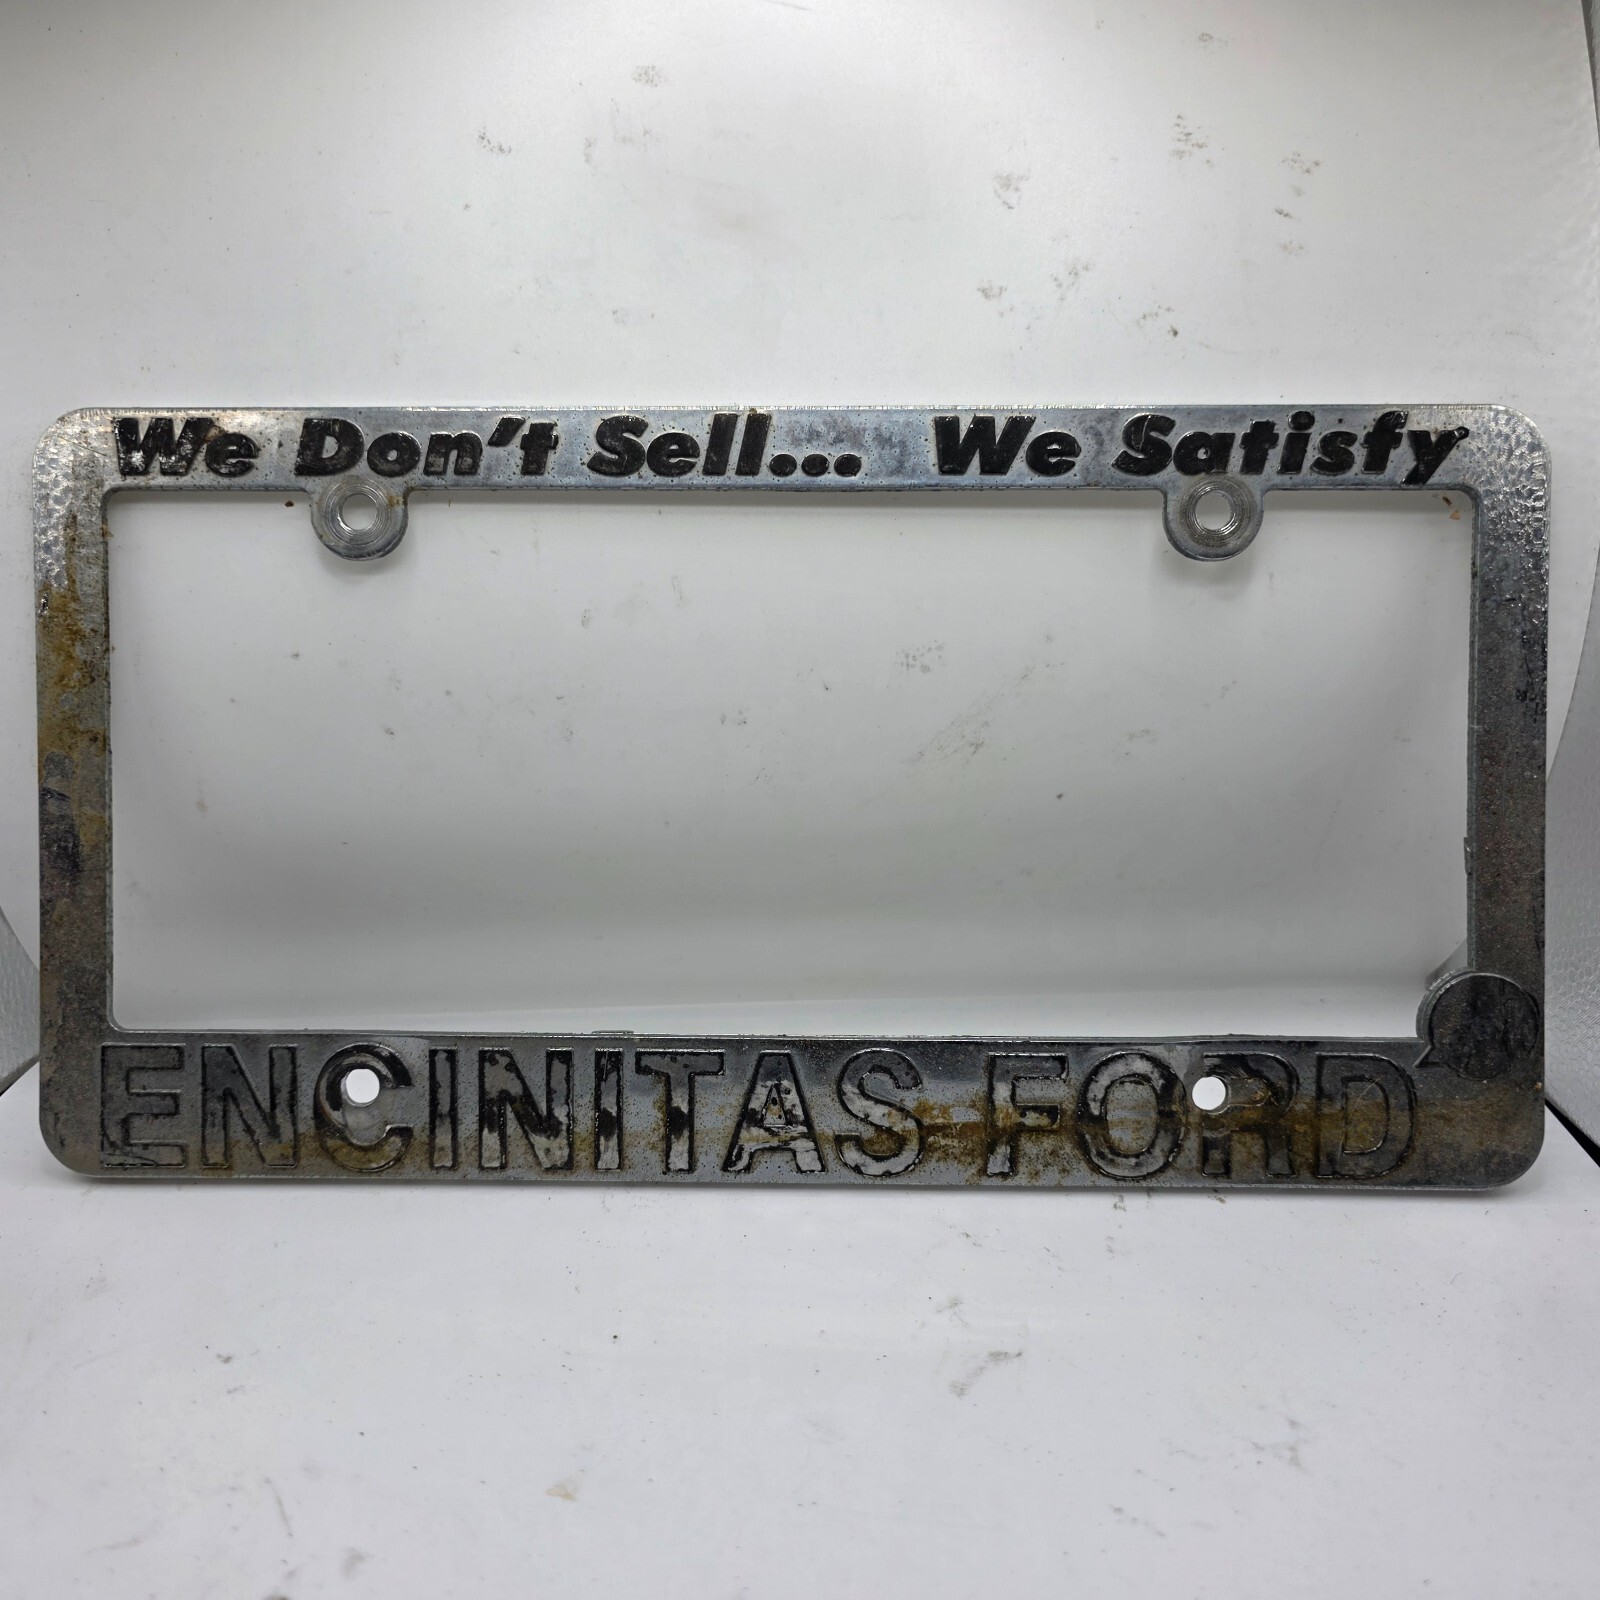 We Don't Sell... We Satisfy
ENCINITAS FORD